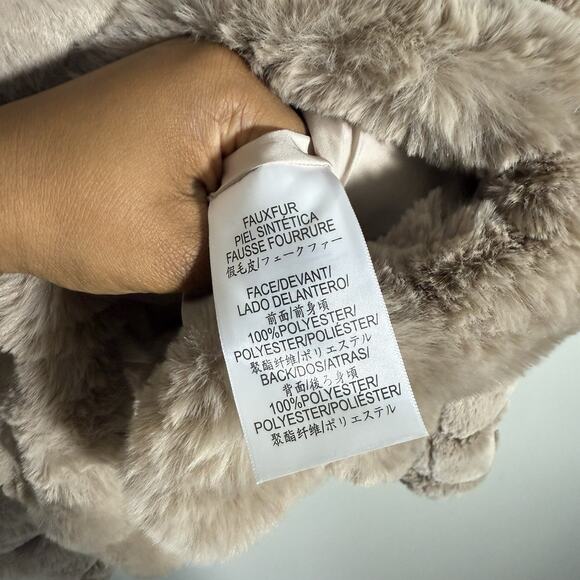 FAUXFUR
PIEL SINTÉTICA
FAUSSE FOURRURE
假毛皮/フェークファー
FACE/DEVANT/
LADO DELANTERO/
前面/前身頃
100%POLYESTER/
POLYESTER/POLIÉSTER/
聚酯纤维/ポリエステル
BACK/DOS/ATRAS/
背面/後ろ身頃
100%POLYESTER/
POLYESTER/POLIÉSTER/
聚酯纤维/ポリエステル